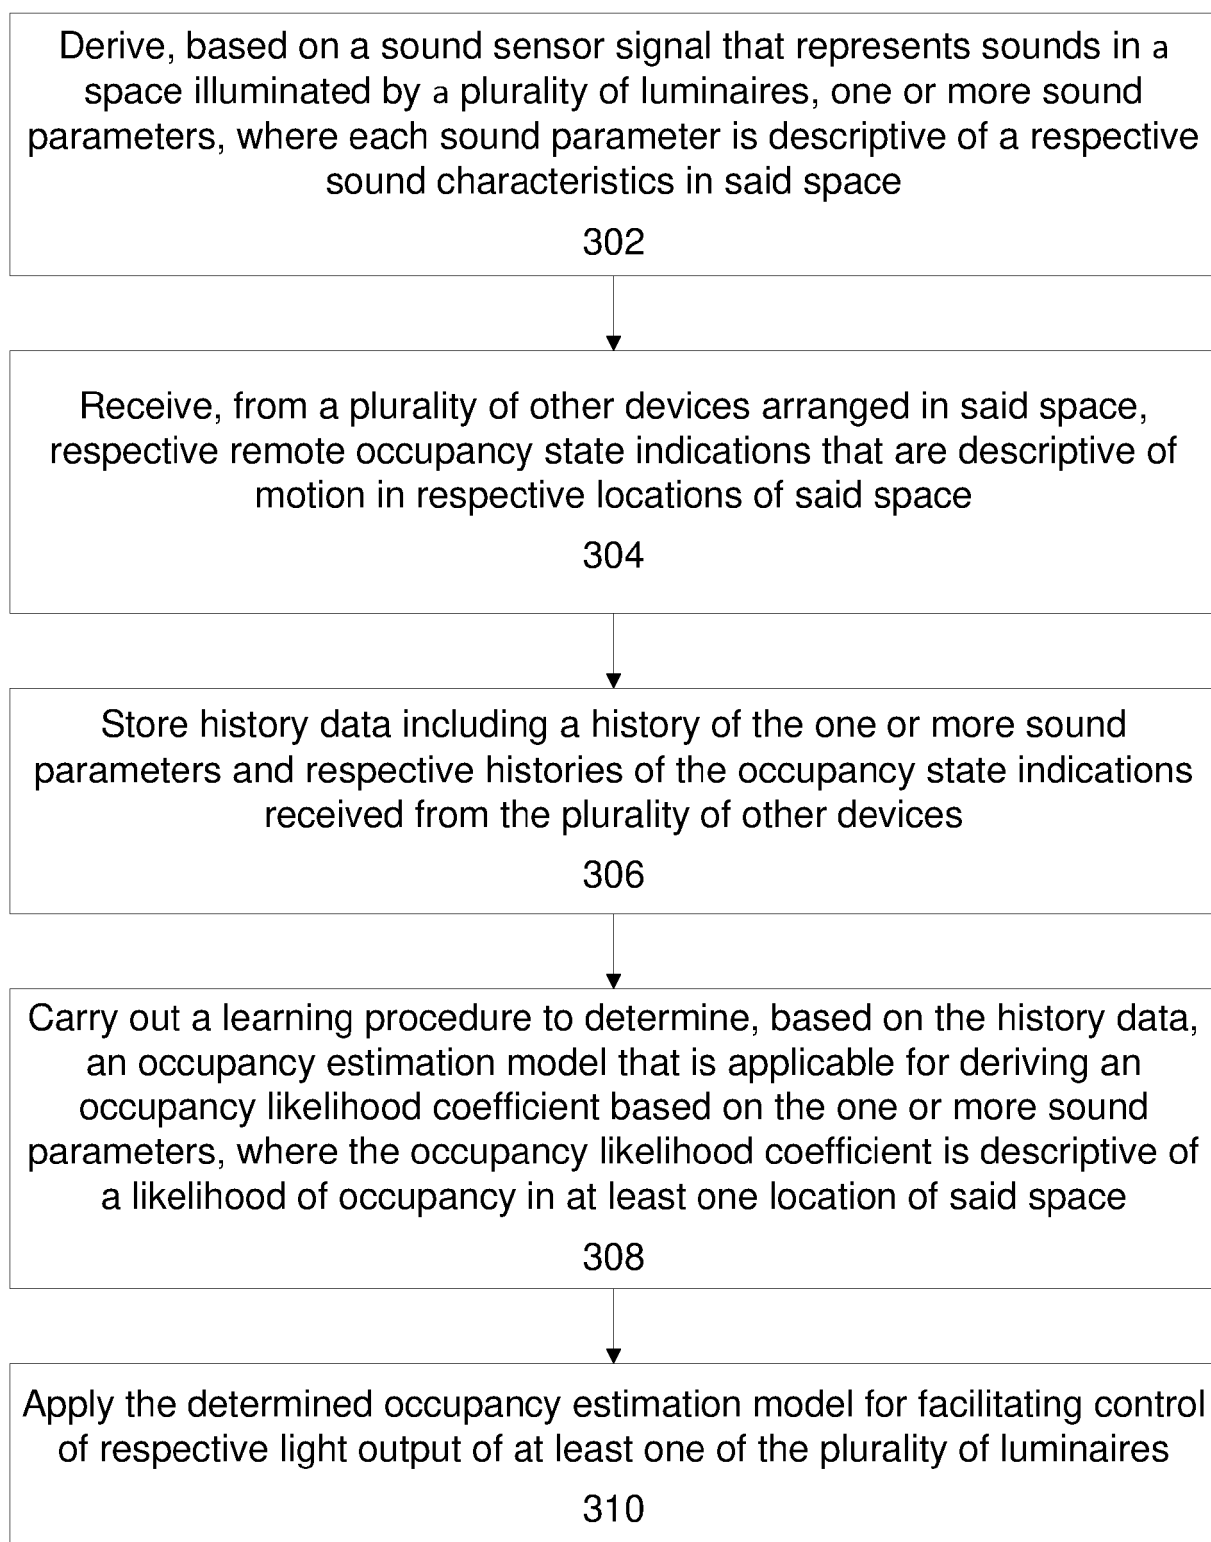 Derive, based on a sound sensor signal that represents sounds in a
space illuminated by a plurality of luminaires, one or more sound
parameters, where each sound parameter is descriptive of a respective
sound characteristics in said space
302
Receive, from a plurality of other devices arranged in said space,
respective remote occupancy state indications that are descriptive of
motion in respective locations of said space
304
Store history data including a history of the one or more sound
parameters and respective histories of the occupancy state indications
received from the plurality of other devices
306
Carry out a learning procedure to determine, based on the history data,
an occupancy estimation model that is applicable for deriving an
occupancy likelihood coefficient based on the one or more sound
parameters, where the occupancy likelihood coefficient is descriptive of
a likelihood of occupancy in at least one location of said space
308
Apply the determined occupancy estimation model for facilitating control
of respective light output of at least one of the plurality of luminaires
310